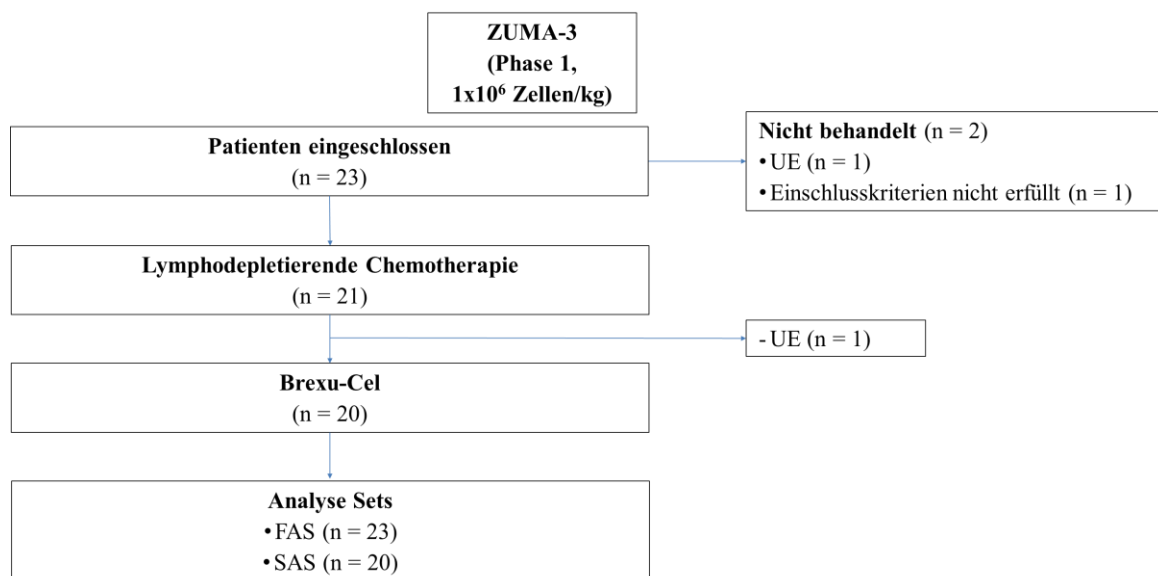 ZUMA-3
(Phase 1,
1x10⁶ Zellen/kg)
Patienten eingeschlossen
(n = 23)
Nicht behandelt (n = 2)
•UE (n = 1)
•Einschlusskriterien nicht erfüllt (n = 1)
Lymphodepletierende Chemotherapie
(n = 21)
- UE (n = 1)
Brexu-Cel
(n = 20)
Analyse Sets
•FAS (n = 23)
•SAS (n = 20)